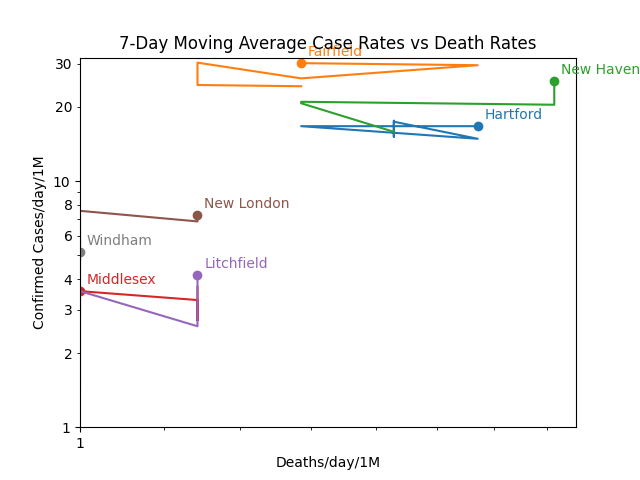 7-Day Moving Average Case Rates vs Death Rates
Fairfield
30
New Haven
20
Hartford
10
8
New London
6
Windham
Litchfield
4
Middlesex
3
2
1
1
Confirmed Cases/day/1M
Deaths/day/1M